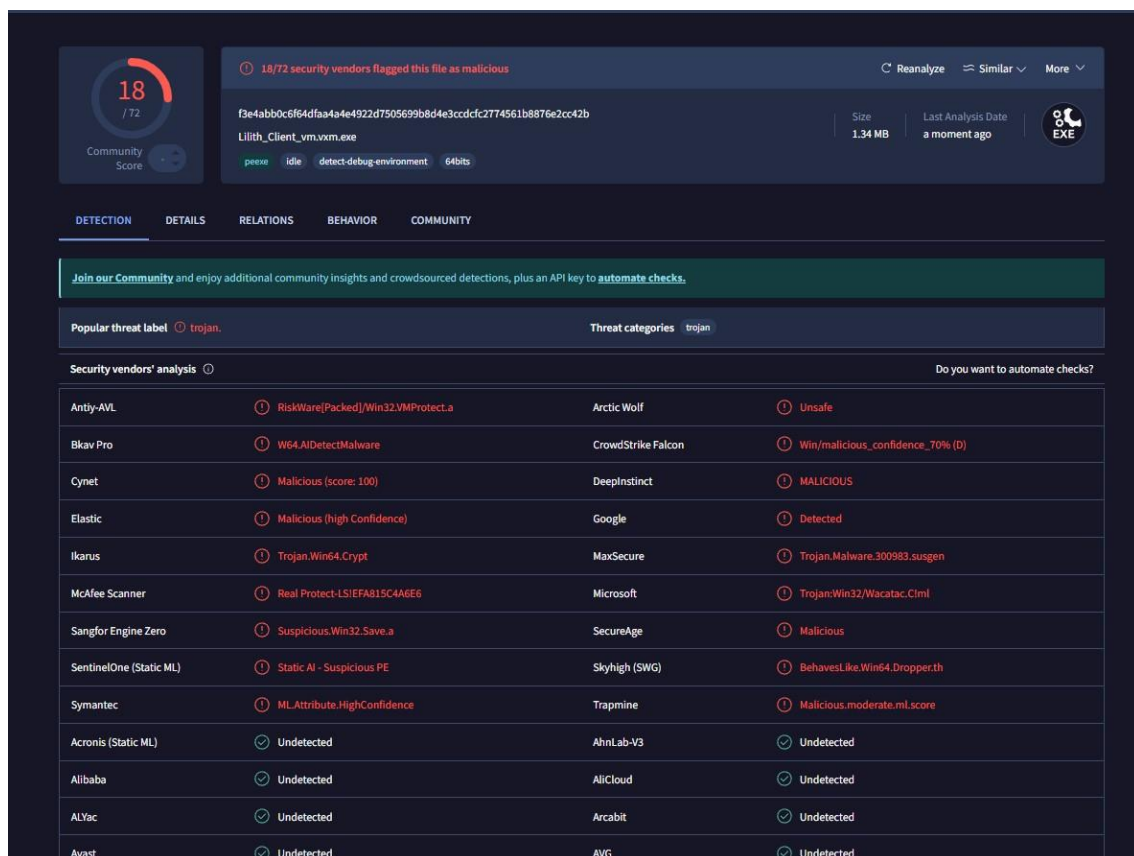 18
/ 72
Community
Score
18/72 security vendors flagged this file as malicious
Reanalyze
Similar
More
f3e4abb0c6f64dfaa4a4e4922d7505699b8d4e3ccdcfc2774561b8876e2cc42b
Lilith_Client_vm.vxm.exe
peexe idle detect-debug-environment 64bits
Size
1.34 MB
Last Analysis Date
a moment ago
EXE
DETECTION DETAILS RELATIONS BEHAVIOR COMMUNITY
Join our Community and enjoy additional community insights and crowdsourced detections, plus an API key to automate checks.
Popular threat label trojan. Threat categories trojan
Security vendors' analysis Do you want to automate checks?
Antiy-AVL RiskWare[Packed]/Win32.VMProtect.a Arctic Wolf Unsafe
Bkav Pro W64.AIDetectMalware CrowdStrike Falcon Win/malicious_confidence_70% (D)
Cynet Malicious (score: 100) DeepInstinct MALICIOUS
Elastic Malicious (high Confidence) Google Detected
Ikarus Trojan.Win64.Crypt MaxSecure Trojan.Malware.300983.susgen
McAfee Scanner Real Protect-LS!EFA815C4A6E6 Microsoft Trojan:Win32/Wacatac.C!ml
Sangfor Engine Zero Suspicious.Win32.Save.a SecureAge Malicious
SentinelOne (Static ML) Static AI - Suspicious PE Skyhigh (SWG) BehavesLike.Win64.Dropper.th
Symantec ML.Attribute.HighConfidence Trapmine Malicious.moderate.ml.score
Acronis (Static ML) Undetected AhnLab-V3 Undetected
Alibaba Undetected AliCloud Undetected
ALYac Undetected Arcabit Undetected
Avast Undetected AVG Undetected